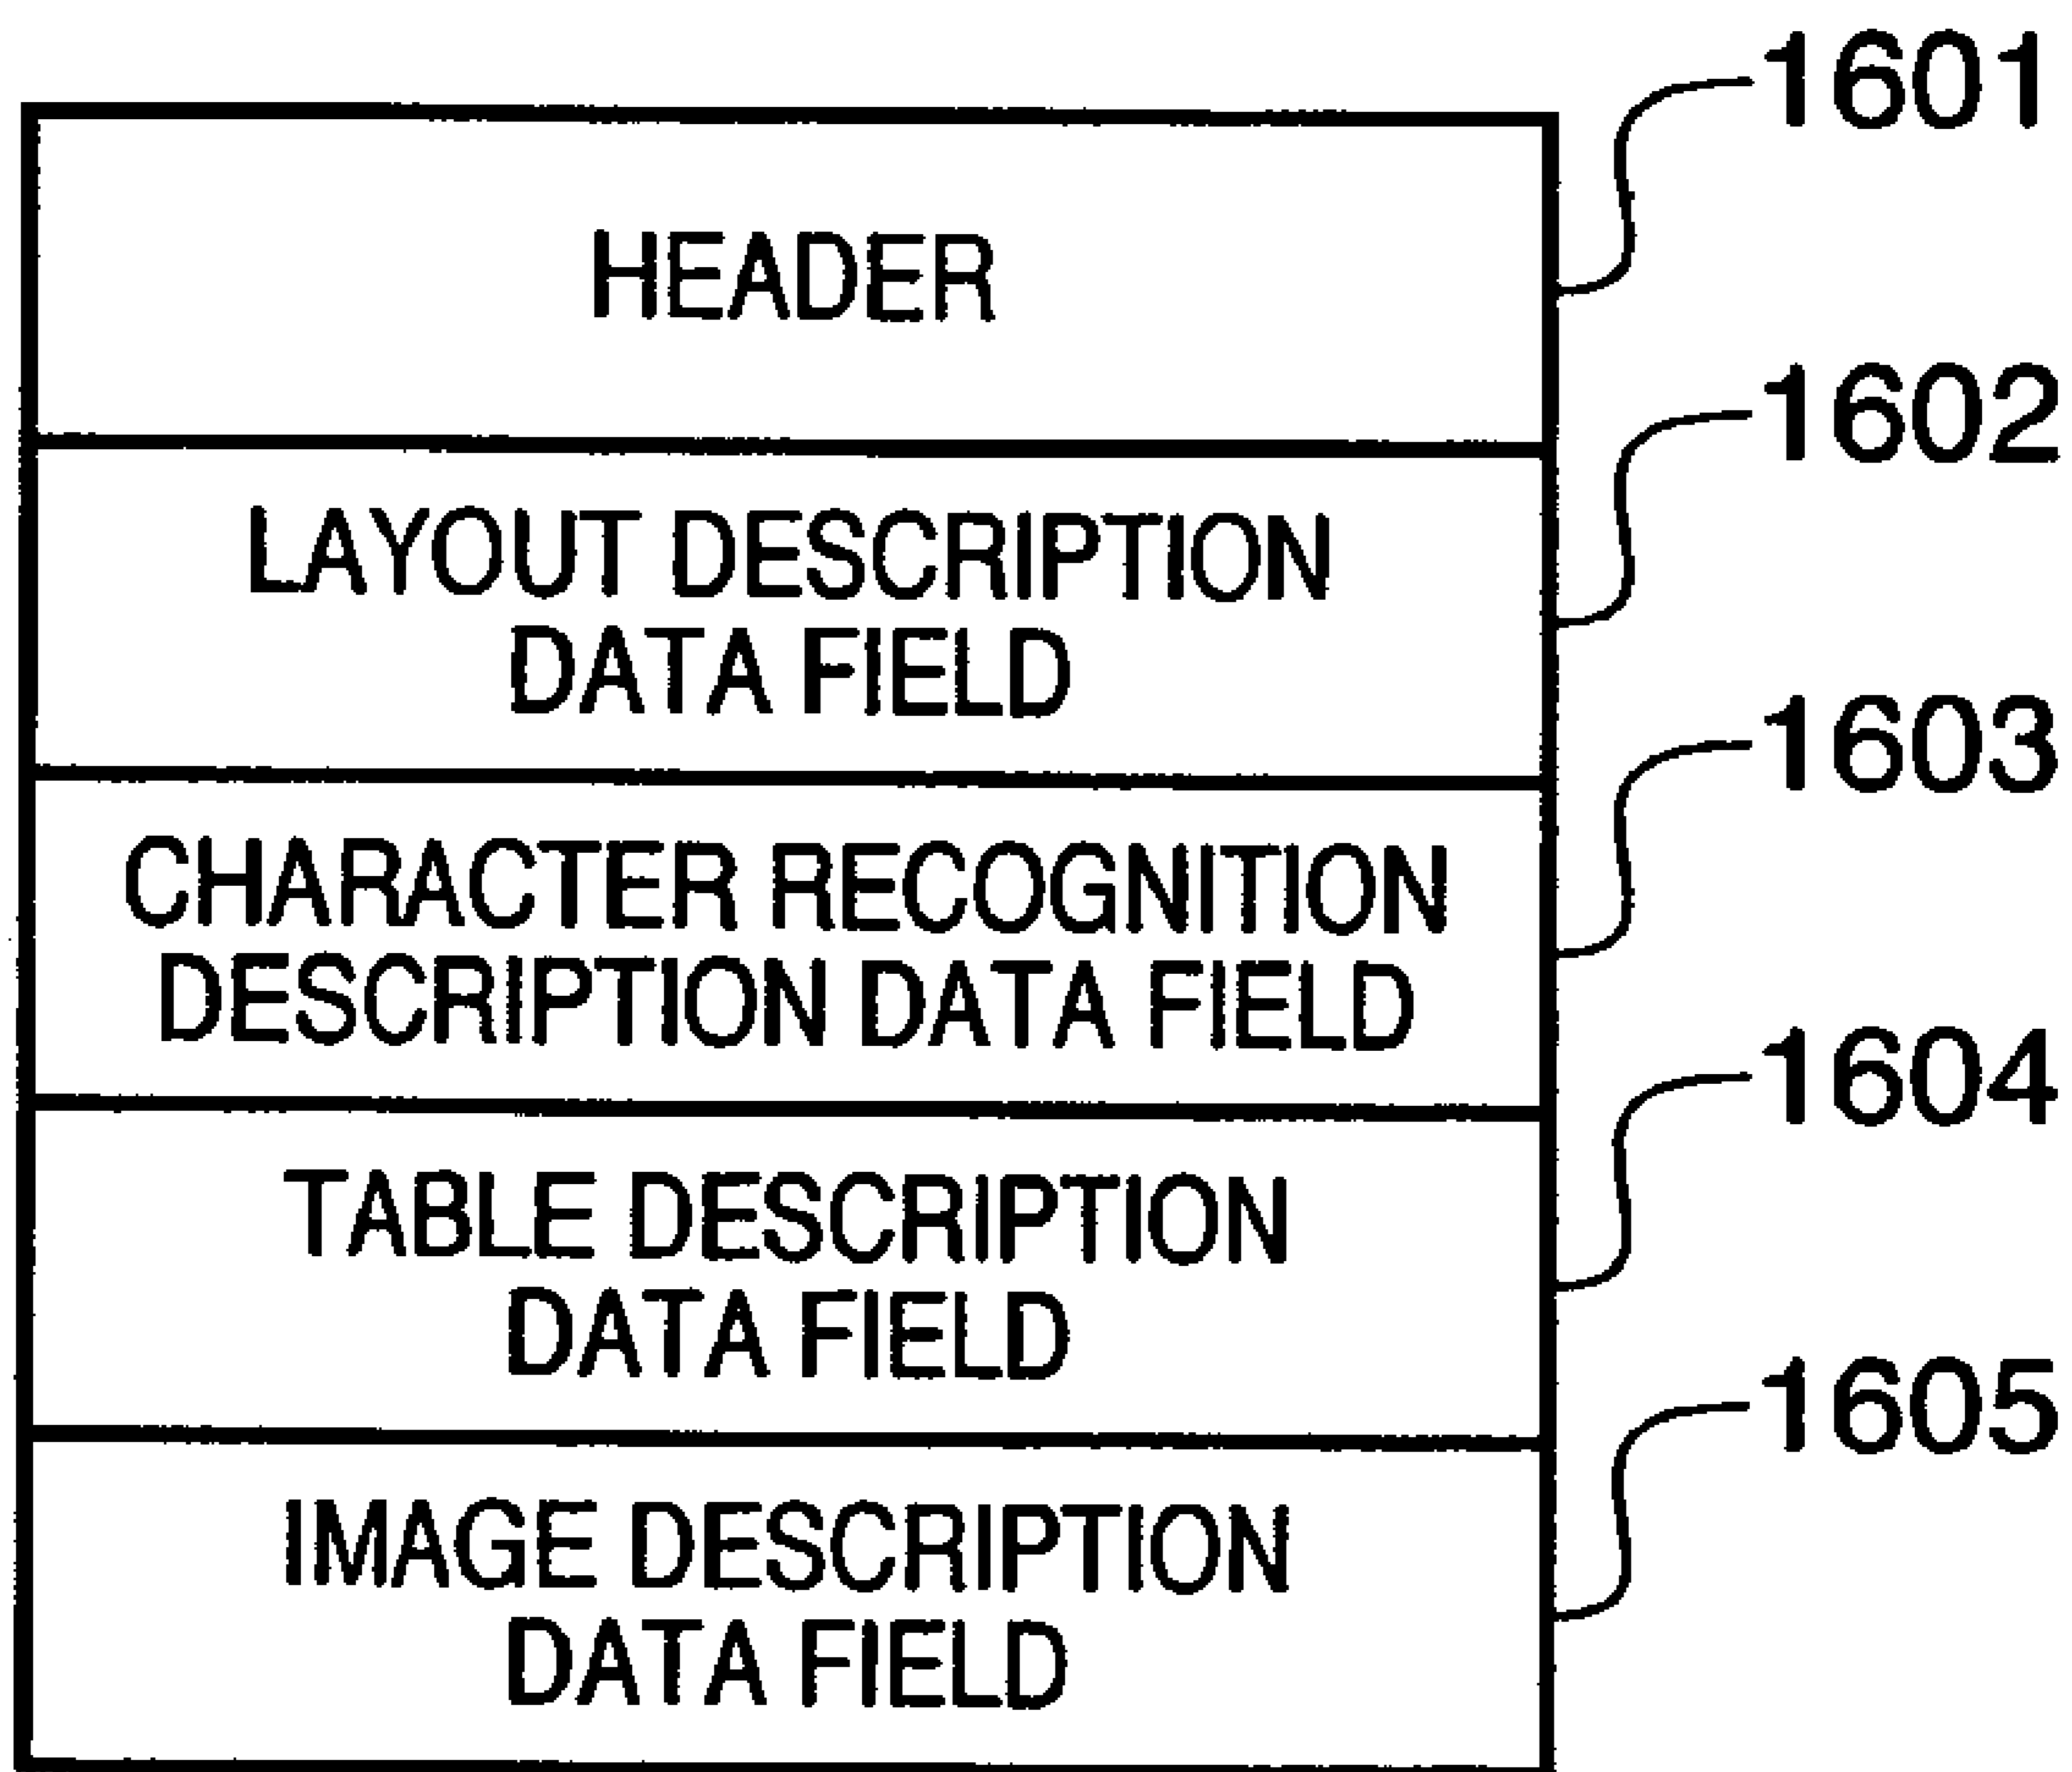 1601
HEADER
1602
LAYOUT DESCRIPTION
DATA FIELD
1603
CHARACTER RECOGNITION
DESCRIPTION DATA FIELD
1604
TABLE DESCRIPTION
DATA FIELD
1605
IMAGE DESCRIPTION
DATA FIELD